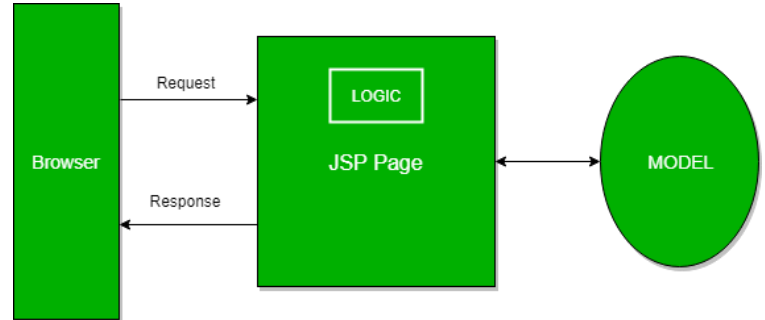 Request
LOGIC
Browser
JSP Page
MODEL
Response